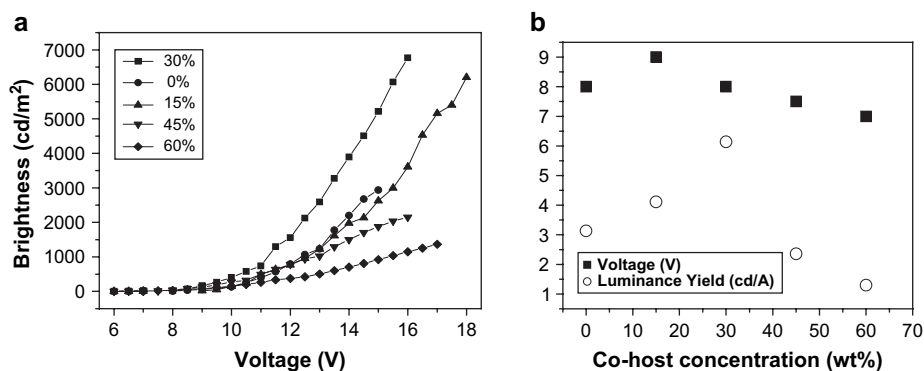 a
7000
6000
5000
4000
3000
2000
1000
0
Brightness (cd/m²)
30%
0%
15%
45%
60%
6 8 10 12 14 16 18
Voltage (V)
b
9
8
7
6
5
4
3
2
1
Voltage (V)
Luminance Yield (cd/A)
0 10 20 30 40 50 60 70
Co-host concentration (wt%)